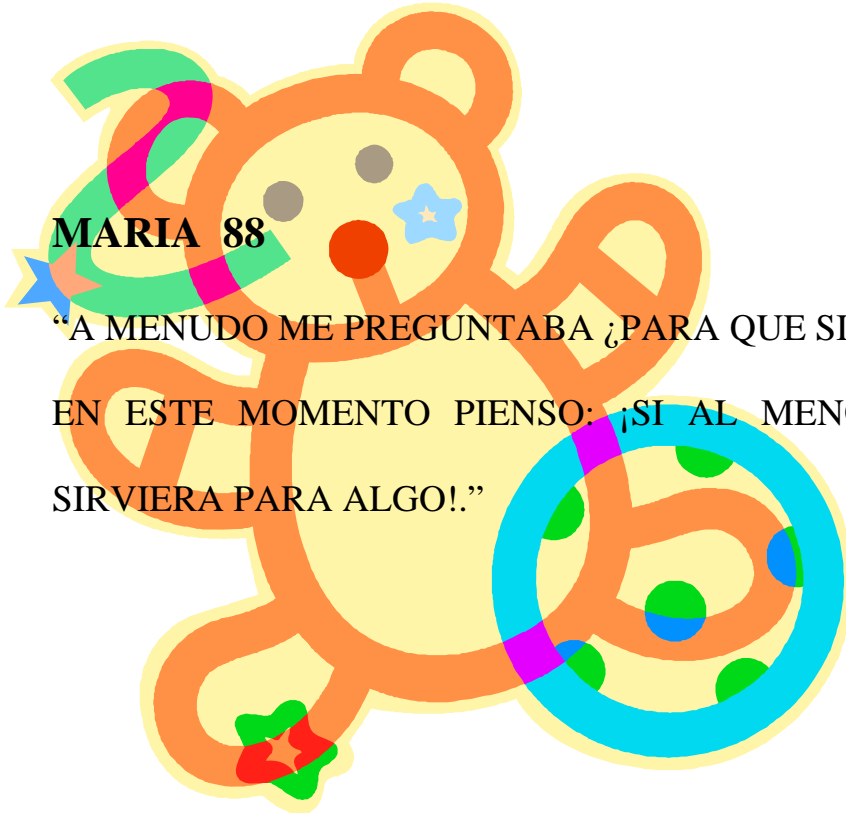 MARIA 88
“A MENUDO ME PREGUNTABA ¿PARA QUE
EN ESTE MOMENTO PIENSO: ¡SI AL
SIRVIERA PARA ALGO!.”